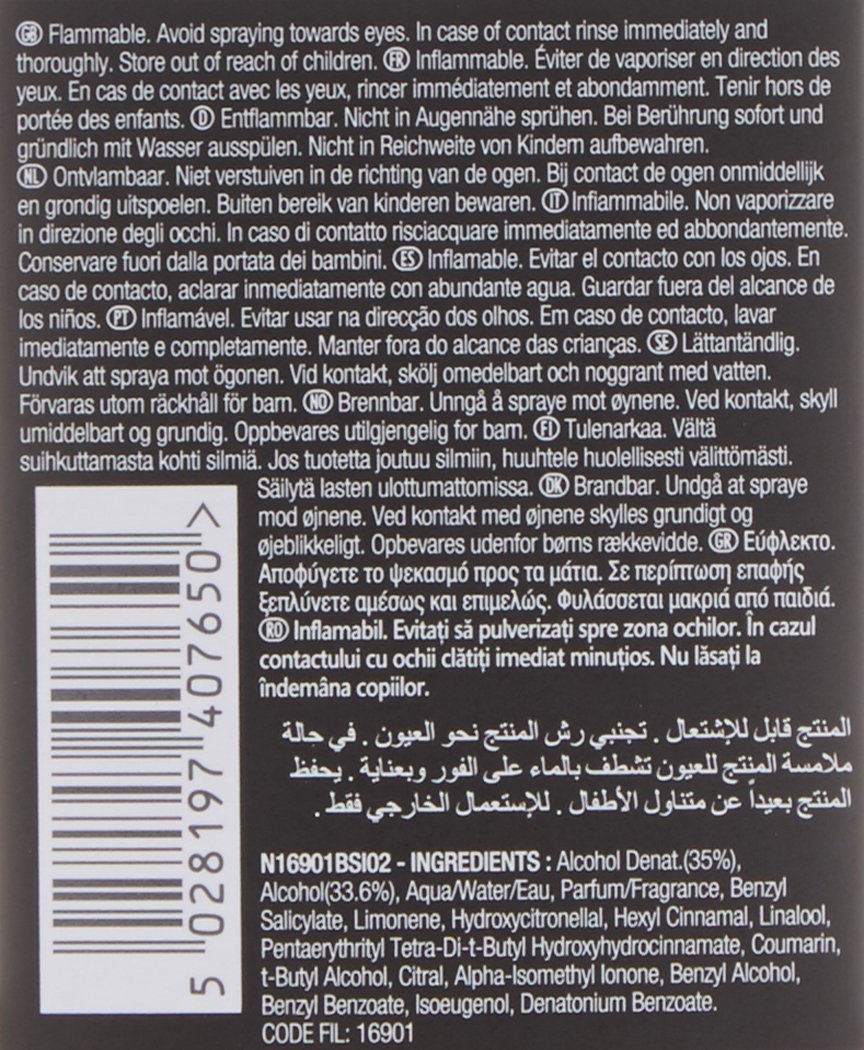 GB Flammable. Avoid spraying towards eyes. In case of contact rinse immediately and
thoroughly. Store out of reach of children. FR Inflammable. Éviter de vaporiser en direction des
yeux. En cas de contact avec les yeux, rincer immédiatement et abondamment. Tenir hors de
portée des enfants. D Entflammbar. Nicht in Augennähe sprühen. Bei Berührung sofort und
gründlich mit Wasser ausspülen. Nicht in Reichweite von Kindern aufbewahren.
NL Ontvlambaar. Niet verstuiven in de richting van de ogen. Bij contact de ogen onmiddellijk
en grondig uitspoelen. Buiten bereik van kinderen bewaren. IT Infiammabile. Non vaporizzare
in direzione degli occhi. In caso di contatto risciacquare immediatamente ed abbondantemente.
Conservare fuori dalla portata dei bambini. ES Inflamable. Evitar el contacto con los ojos. En
caso de contacto, aclarar inmediatamente con abundante agua. Guardar fuera del alcance de
los niños. PT Inflamável. Evitar usar na direcção dos olhos. Em caso de contacto, lavar
imediatamente e completamente. Manter fora do alcance das crianças. SE Lättantändlig.
Undvik att spraya mot ögonen. Vid kontakt, skölj omedelbart och noggrant med vatten.
Förvaras utom räckhåll för barn. NO Brennbar. Unngå å spraye mot øynene. Ved kontakt, skyll
umiddelbart og grundig. Oppbevares utilgjengelig for barn. FI Tulenarkaa. Vältä
suihkuttamasta kohti silmiä. Jos tuotetta joutuu silmiin, huuhtele huolellisesti välittömästi.
Säilytä lasten ulottumattomissa. DK Brandbar. Undgå at spraye
mod øjnene. Ved kontakt med øjnene skylles grundigt og
øjeblikkeligt. Opbevares udenfor børns rækkevidde. GR Εύφλεκτο.
Αποφύγετε το ψεκασμό προς τα μάτια. Σε περίπτωση επαφής
ξεπλύνετε αμέσως και επιμελώς. Φυλάσσεται μακριά από παιδιά.
RO Inflamabil. Evitați să pulverizați spre zona ochilor. În cazul
contactului cu ochii clătiți imediat minuțios. Nu lăsați la
îndemâna copiilor.
المنتج قابل للإشتعال . تجنبي رش المنتج نحو العيون . في حالة
ملامسة المنتج للعيون تشطف بالماء على الفور وبعناية . يحفظ
المنتج بعيداً عن متناول الأطفال . للإستعمال الخارجي فقط .
N16901BSI02 - INGREDIENTS : Alcohol Denat.(35%),
Alcohol(33.6%), Aqua/Water/Eau, Parfum/Fragrance, Benzyl
Salicylate, Limonene, Hydroxycitronellal, Hexyl Cinnamal, Linalool,
Pentaerythrityl Tetra-Di-t-Butyl Hydroxyhydrocinnamate, Coumarin,
t-Butyl Alcohol, Citral, Alpha-Isomethyl Ionone, Benzyl Alcohol,
Benzyl Benzoate, Isoeugenol, Denatonium Benzoate.
CODE FIL: 16901
5 028197 407650 >